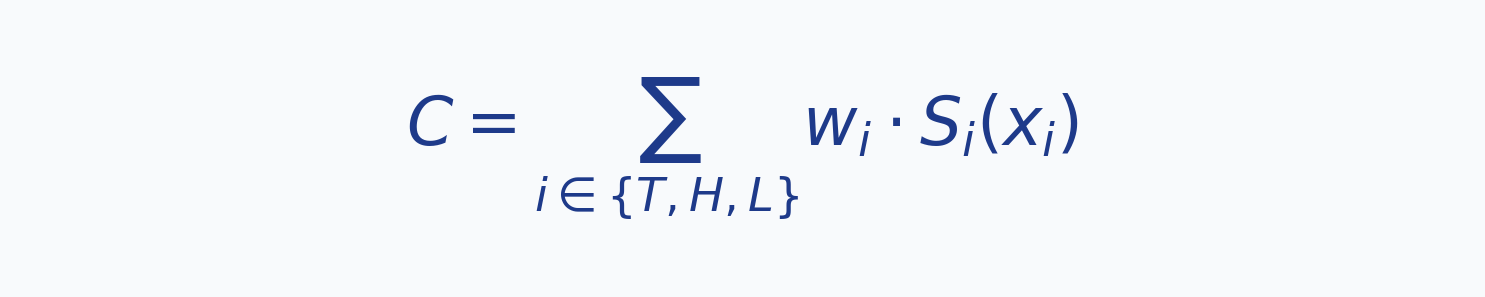 C = ∑_{i ∈ {T, H, L}} w_i · S_i(x_i)